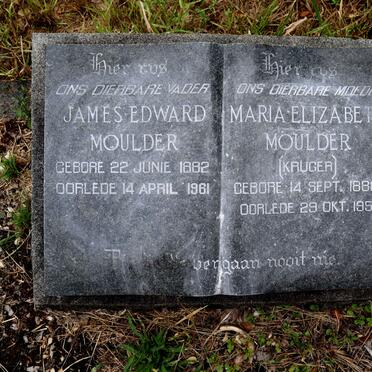 Hier rus
ONS DIERBARE VADER
JAMES EDWARD
MOULDER
GEBORE 22 JUNIE 1882
OORLEDE 14 APRIL 1961
Hier rus
ONS DIERBARE
MARIA ELIZABET
MOULDER
(KRUGER)
GEBORE 14 SEPT.
OORLEDE 29 OKT. 195
vergaan nooit nie.